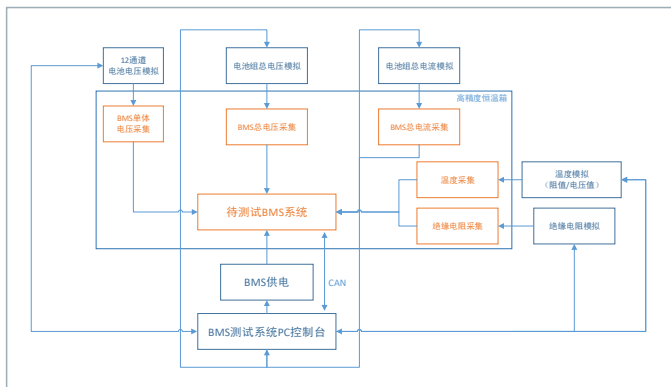 12通道
电池电压模拟
电池组总电压模拟
电池组总电流模拟
高精度恒温箱
BMS单体
电压采集
BMS总电压采集
BMS总电流采集
温度采集
温度模拟
（阻值/电压值）
待测试BMS系统
绝缘电阻采集
绝缘电阻模拟
BMS供电
CAN
BMS测试系统PC控制台